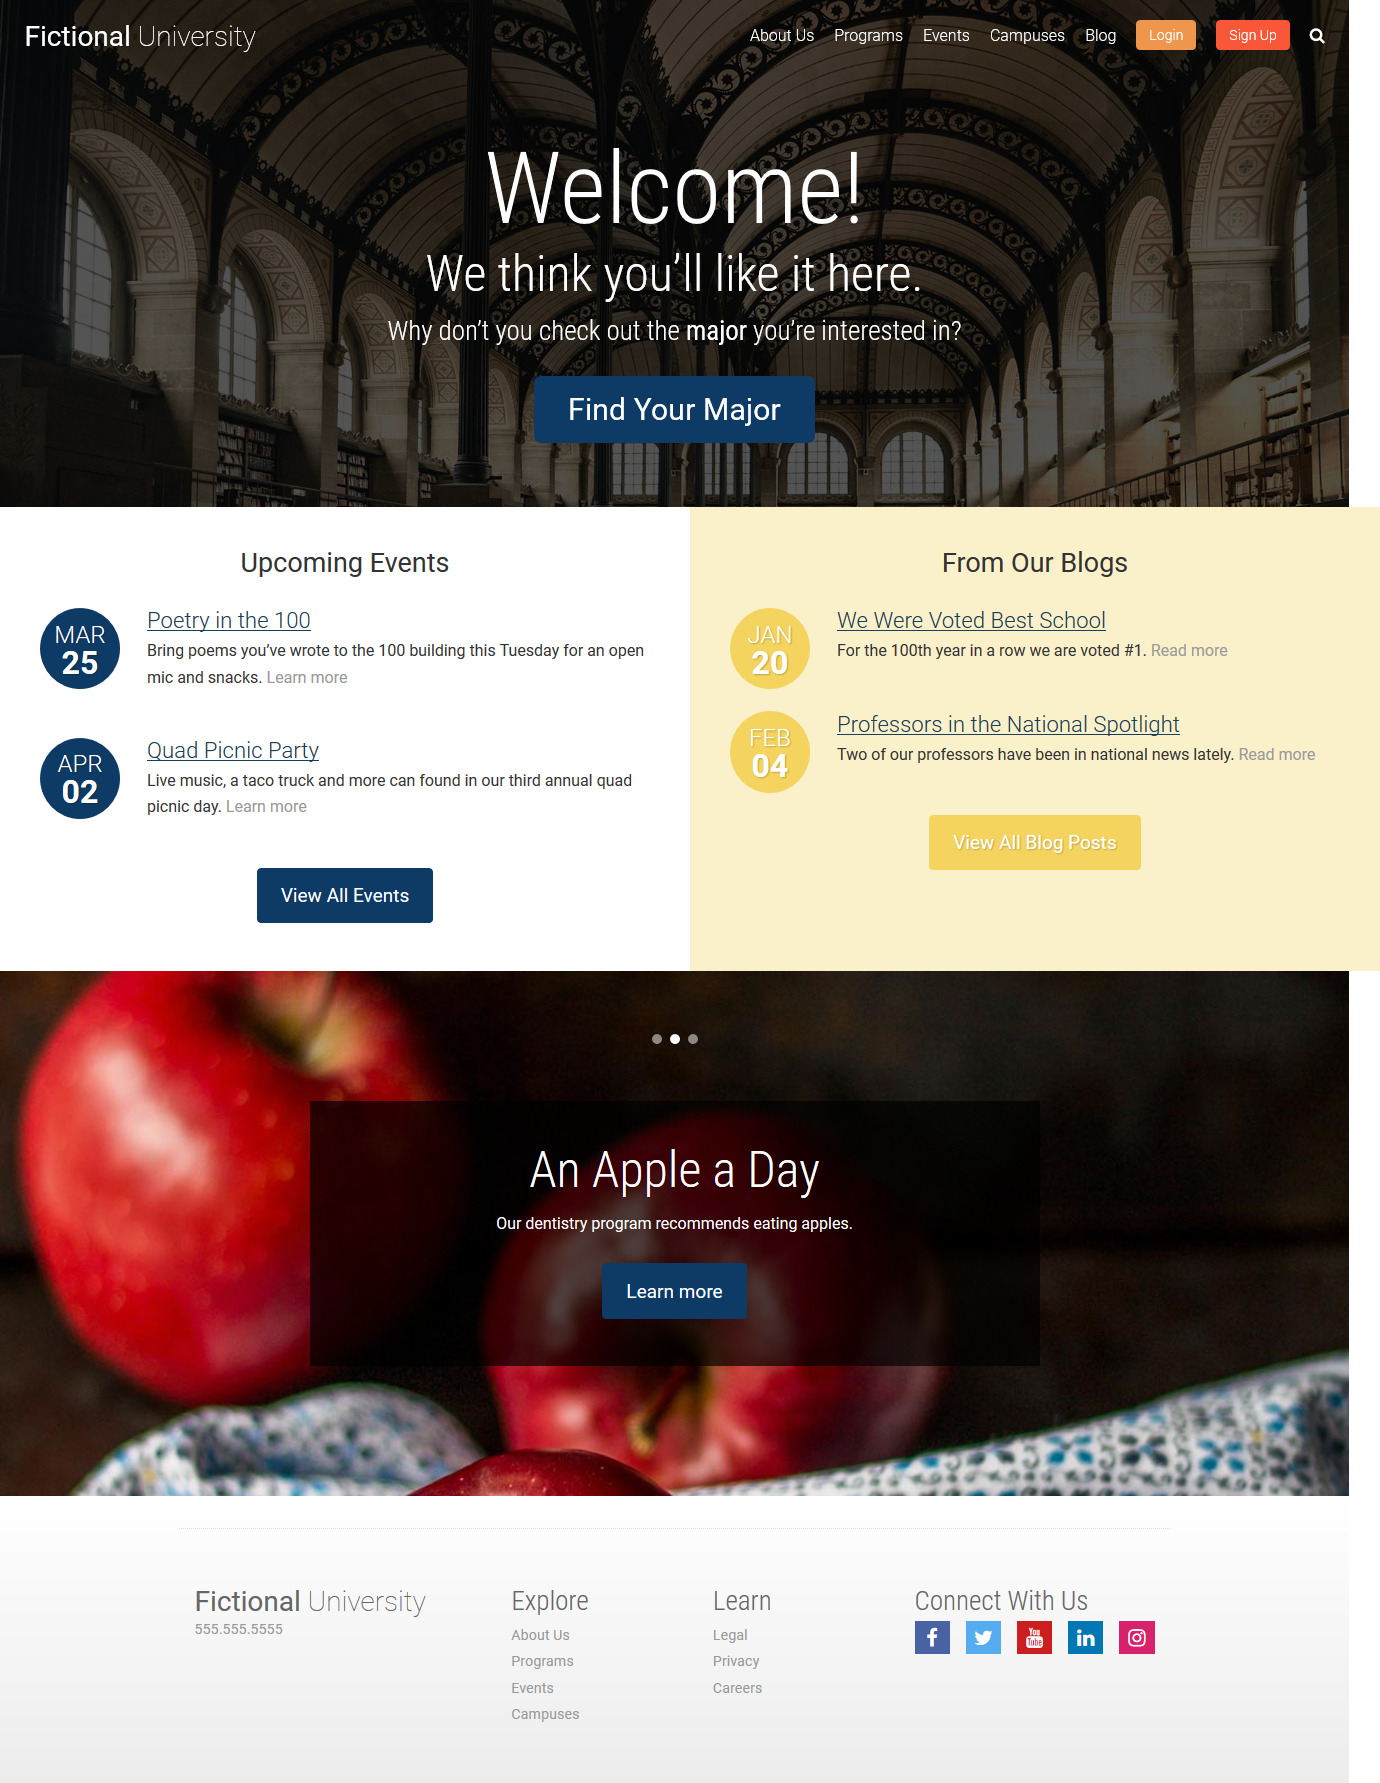 Fictional University
About Us Programs Events Campuses Blog Login Sign Up
Welcome!
We think you’ll like it here.
Why don’t you check out the major you’re interested in?
Find Your Major
Upcoming Events
MAR
25
Poetry in the 100
Bring poems you’ve wrote to the 100 building this Tuesday for an open
mic and snacks. Learn more
APR
02
Quad Picnic Party
Live music, a taco truck and more can found in our third annual quad
picnic day. Learn more
View All Events
From Our Blogs
JAN
20
We Were Voted Best School
For the 100th year in a row we are voted #1. Read more
FEB
04
Professors in the National Spotlight
Two of our professors have been in national news lately. Read more
View All Blog Posts
An Apple a Day
Our dentistry program recommends eating apples.
Learn more
Fictional University
555.555.5555
Explore
About Us
Programs
Events
Campuses
Learn
Legal
Privacy
Careers
Connect With Us
f You Tube in